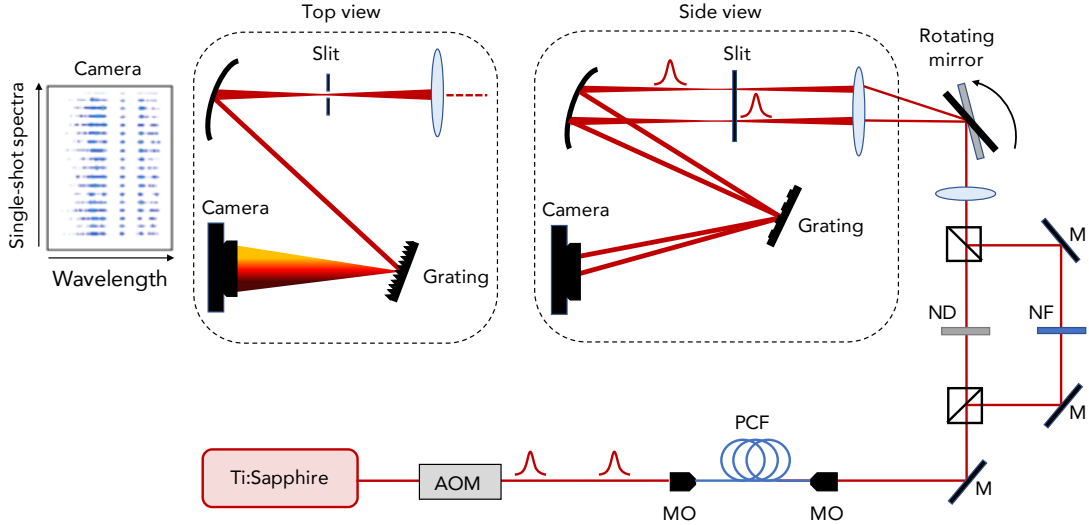 Top view
Side view
Camera
Single-shot spectra
Wavelength
Slit
Camera
Grating
Slit
Camera
Grating
Rotating
mirror
M
ND
NF
M
PCF
Ti:Sapphire
AOM
MO
MO
M